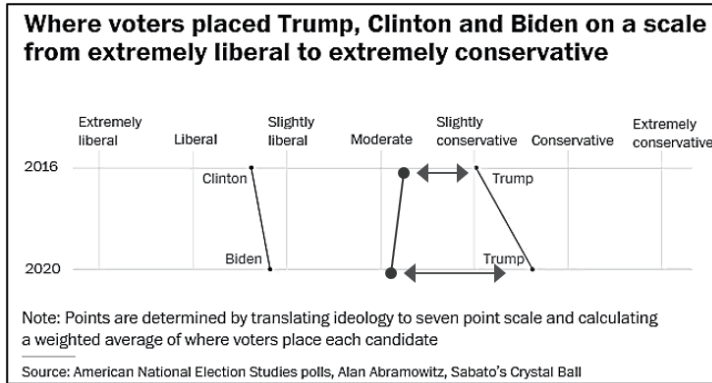 Where voters placed Trump, Clinton and Biden on a scale
from extremely liberal to extremely conservative
Extremely liberal
Liberal
Slightly liberal
Moderate
Slightly conservative
Conservative
Extremely conservative
2016
Clinton
Trump
Biden
Trump
2020
Note: Points are determined by translating ideology to seven point scale and calculating
a weighted average of where voters place each candidate
Source: American National Election Studies polls, Alan Abramowitz, Sabato's Crystal Ball